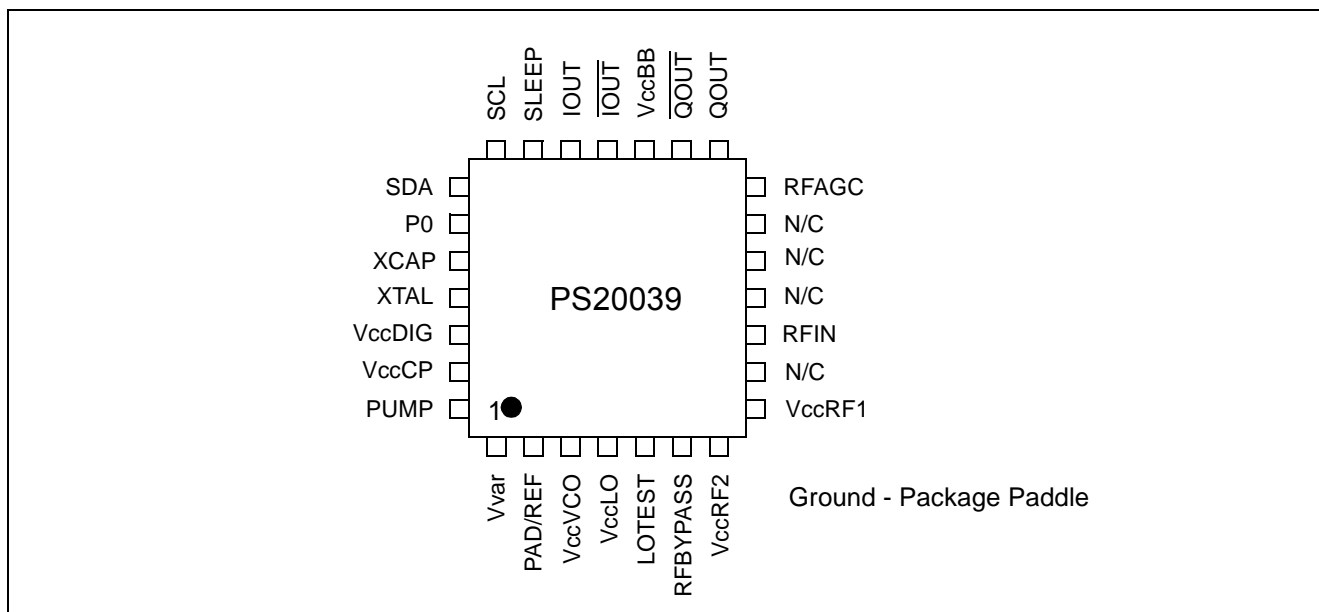 SCL
SLEEP
IOUT
IOUT
VccBB
QOUT
QOUT
SDA
P0
XCAP
XTAL
VccDIG
VccCP
PUMP
PS20039
1
RFAGC
N/C
N/C
N/C
RFIN
N/C
VccRF1
Vvar
PAD/REF
VccVCO
VccLO
LOTEST
RFBYPASS
VccRF2
Ground - Package Paddle